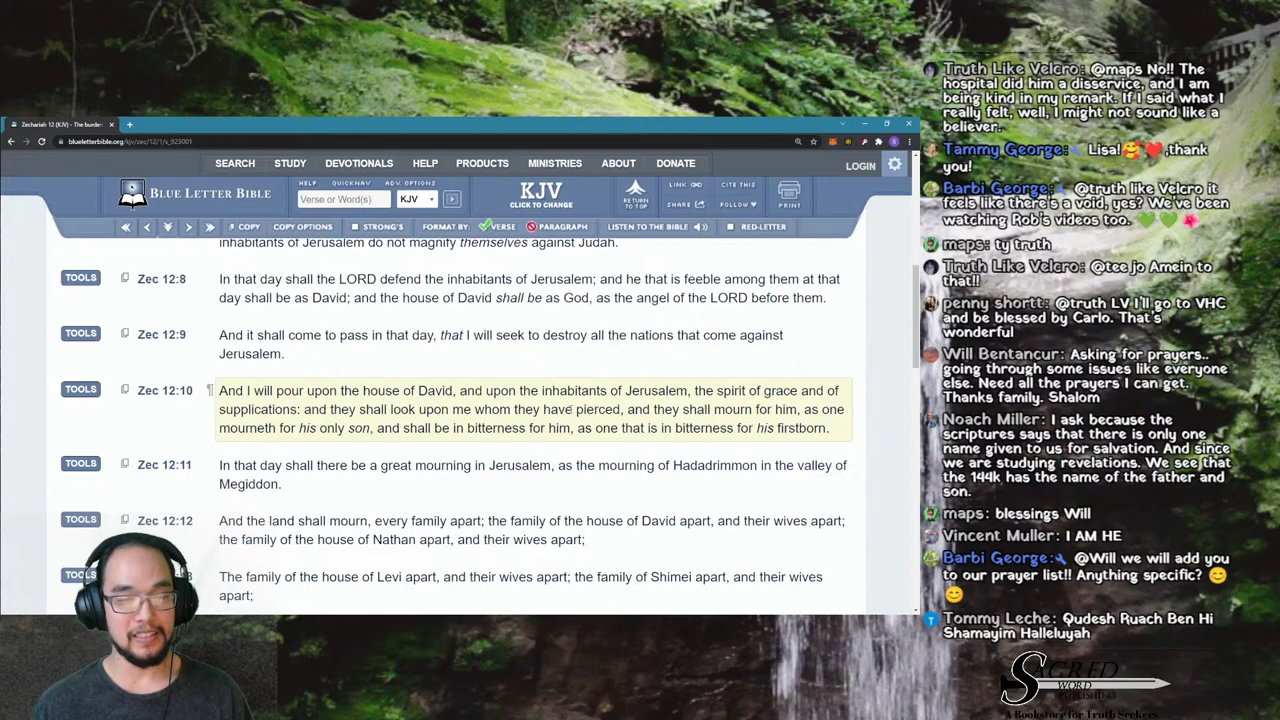 Zechariah 12 (KJV) - The burden
blueletterbible.org/kjv/zec/12/1/s_923001
SEARCH STUDY DEVOTIONALS HELP PRODUCTS MINISTRIES ABOUT DONATE LOGIN
BLUE LETTER BIBLE
HELP QUICKNAV ADV. OPTIONS
Verse or Word(s) KJV
KJV
CLICK TO CHANGE
RETURN
TO TOP
LINK CITE THIS
SHARE FOLLOW
PRINT
COPY COPY OPTIONS STRONG'S FORMAT BY: VERSE PARAGRAPH LISTEN TO THE BIBLE RED-LETTER
inhabitants of Jerusalem do not magnify themselves against Judah.
TOOLS Zec 12:8 In that day shall the LORD defend the inhabitants of Jerusalem; and he that is feeble among them at that
day shall be as David; and the house of David shall be as God, as the angel of the LORD before them.
TOOLS Zec 12:9 And it shall come to pass in that day, that I will seek to destroy all the nations that come against
Jerusalem.
TOOLS Zec 12:10 ¶ And I will pour upon the house of David, and upon the inhabitants of Jerusalem, the spirit of grace and of
supplications: and they shall look upon me whom they have pierced, and they shall mourn for him, as one
mourneth for his only son, and shall be in bitterness for him, as one that is in bitterness for his firstborn.
TOOLS Zec 12:11 In that day shall there be a great mourning in Jerusalem, as the mourning of Hadadrimmon in the valley of
Megiddon.
TOOLS Zec 12:12 And the land shall mourn, every family apart; the family of the house of David apart, and their wives apart;
the family of the house of Nathan apart, and their wives apart;
The family of the house of Levi apart, and their wives apart; the family of Shimei apart, and their wives
apart;
Truth Like Velcro: @maps No!! The
hospital did him a disservice, and I am
being kind in my remark. If I said what I
really felt, well, I might not sound like a
believer.
Tammy George: Lisa!🥰❤️,thank
you!
Barbi George: @truth like Velcro it
feels like there's a void, yes? We've been
watching Rob's videos too. 💚💚🌺
maps: ty truth
Truth Like Velcro: @tee jo Amein to
that!!
penny shortt: @truth LV I'll go to VHC
and be blessed by Carlo. That's
wonderful
Will Bentancur: Asking for prayers..
going through some issues like everyone
else. Need all the prayers I can get.
Thanks family. Shalom
Noach Miller: I ask because the
scriptures says that there is only one
name given to us for salvation. And since
we are studying revelations. We see that
the 144k has the name of the father and
son.
maps: blessings Will
Vincent Muller: I AM HE
Barbi George: @Will we will add you
to our prayer list!! Anything specific? 😊
😊
Tommy Leche: Qudesh Ruach Ben Hi
Shamayim Halleluyah
SACRED
WORD
PUBLISHING
A Bookstore for Truth Seekers